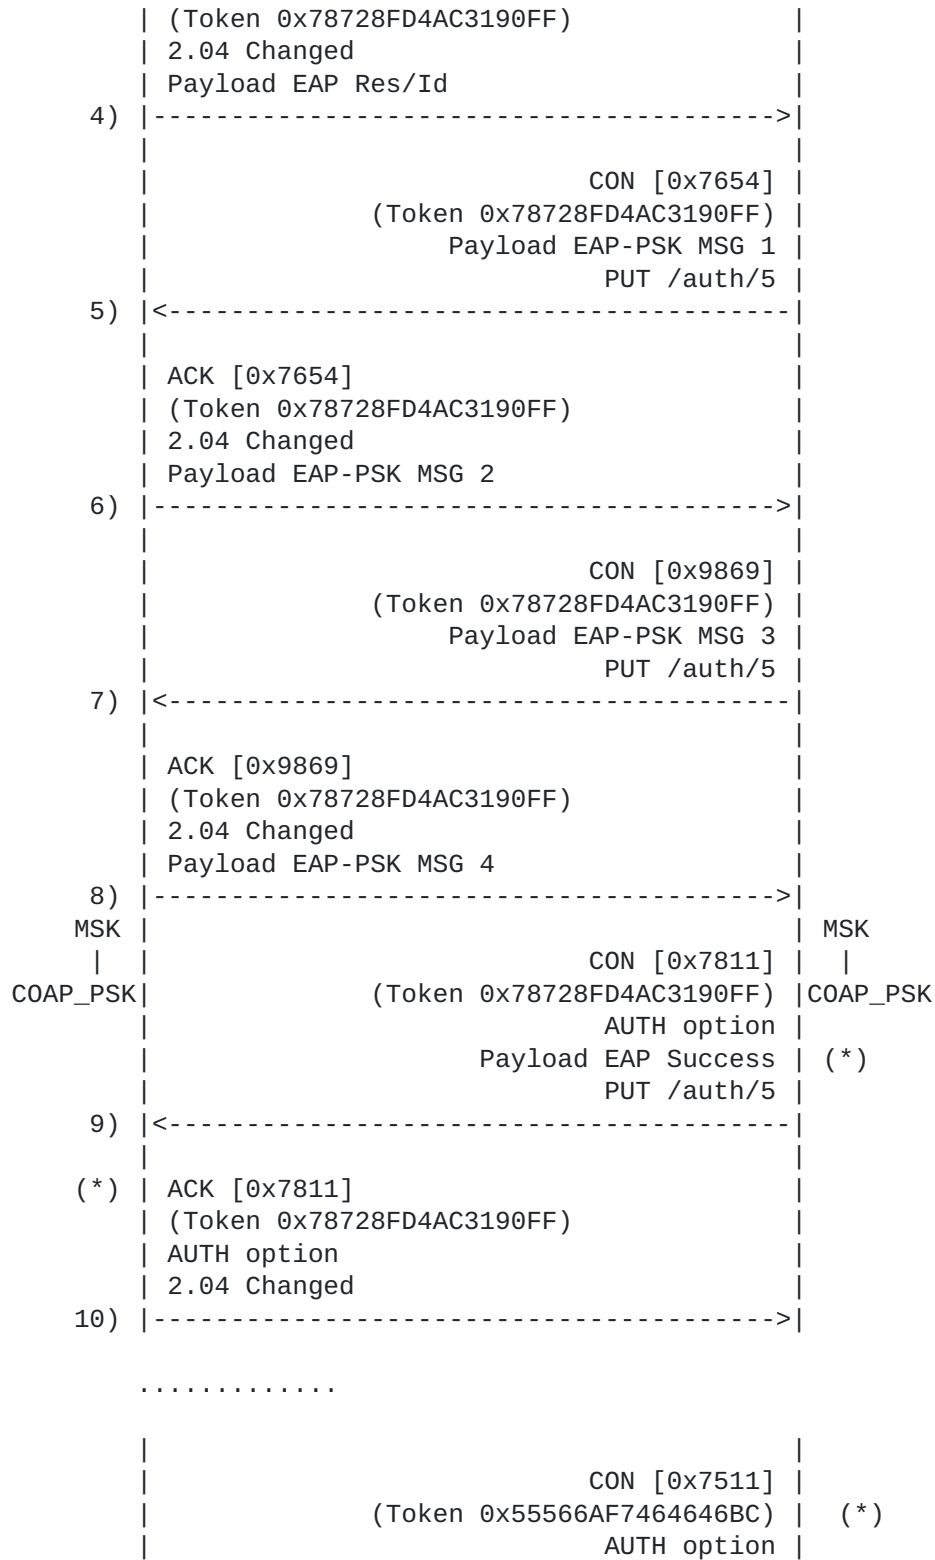 | (Token 0x78728FD4AC3190FF)              |
| 2.04 Changed                            |
| Payload EAP Res/Id                      |
4) |---------------------------------------->|
|                                         |
|                            CON [0x7654] |
|              (Token 0x78728FD4AC3190FF) |
|                   Payload EAP-PSK MSG 1 |
|                             PUT /auth/5 |
5) |<----------------------------------------|
|                                         |
| ACK [0x7654]                            |
| (Token 0x78728FD4AC3190FF)              |
| 2.04 Changed                            |
| Payload EAP-PSK MSG 2                   |
6) |---------------------------------------->|
|                                         |
|                            CON [0x9869] |
|              (Token 0x78728FD4AC3190FF) |
|                   Payload EAP-PSK MSG 3 |
|                             PUT /auth/5 |
7) |<----------------------------------------|
|                                         |
| ACK [0x9869]                            |
| (Token 0x78728FD4AC3190FF)              |
| 2.04 Changed                            |
| Payload EAP-PSK MSG 4                   |
8) |---------------------------------------->|
MSK |                                         | MSK
|  |                            CON [0x7811] |  |
COAP_PSK|              (Token 0x78728FD4AC3190FF) |COAP_PSK
|                             AUTH option |
|                     Payload EAP Success | (*)
|                             PUT /auth/5 |
9) |<----------------------------------------|
|                                         |
(*) | ACK [0x7811]                            |
| (Token 0x78728FD4AC3190FF)              |
| AUTH option                             |
| 2.04 Changed                            |
10) |---------------------------------------->|
.............
|                                         |
|                            CON [0x7511] |
|              (Token 0x55566AF7464646BC) |  (*)
|                             AUTH option |